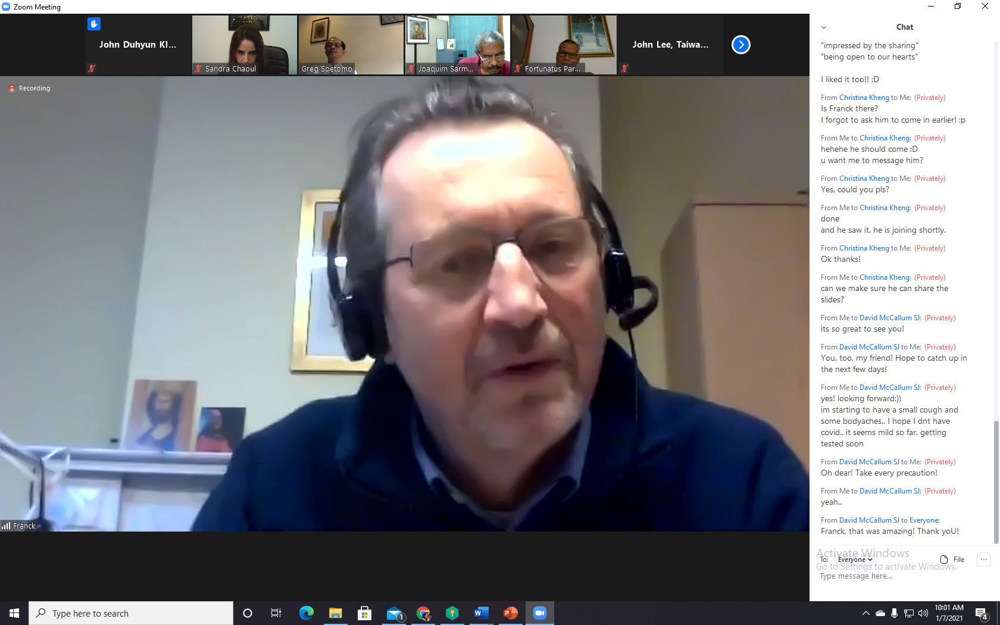 Zoom Meeting
John Duhyun KI...
Sandra Chaoul
Greg Soetomo
Joaquim Sarm...
Fortunatus Par...
John Lee, Taiwa...
Recording
Franck
Chat
"impressed by the sharing"
"being open to our hearts"
I liked it too!! :D
From Christina Kheng to Me: (Privately)
Is Franck there?
I forgot to ask him to come in earlier! :p
From Me to Christina Kheng: (Privately)
hehehe he should come :D
u want me to message him?
From Christina Kheng to Me: (Privately)
Yes, could you pls?
From Me to Christina Kheng: (Privately)
done
and he saw it. he is joining shortly.
From Christina Kheng to Me: (Privately)
Ok thanks!
From Me to Christina Kheng: (Privately)
can we make sure he can share the
slides?
From Me to David McCallum SJ: (Privately)
its so great to see you!
From David McCallum SJ to Me: (Privately)
You, too, my friend! Hope to catch up in
the next few days!
From Me to David McCallum SJ: (Privately)
yes! looking forward:))
im starting to have a small cough and
some bodyaches.. I hope I dnt have
covid.. it seems mild so far. getting
tested soon
From David McCallum SJ to Me: (Privately)
Oh dear! Take every precaution!
From Me to David McCallum SJ: (Privately)
yeah..
From David McCallum SJ to Everyone:
Franck, that was amazing! Thank yoU!
Activate Windows
To: Everyone
File
Go to Settings to activate Windows.
Type message here...
Type here to search
1
W
P
10:01 AM
1/7/2021
4